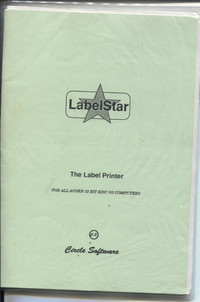 LabelStar
The Label Printer
FOR ALL ACORN 32 BIT RISC OS COMPUTERS
Circle Software